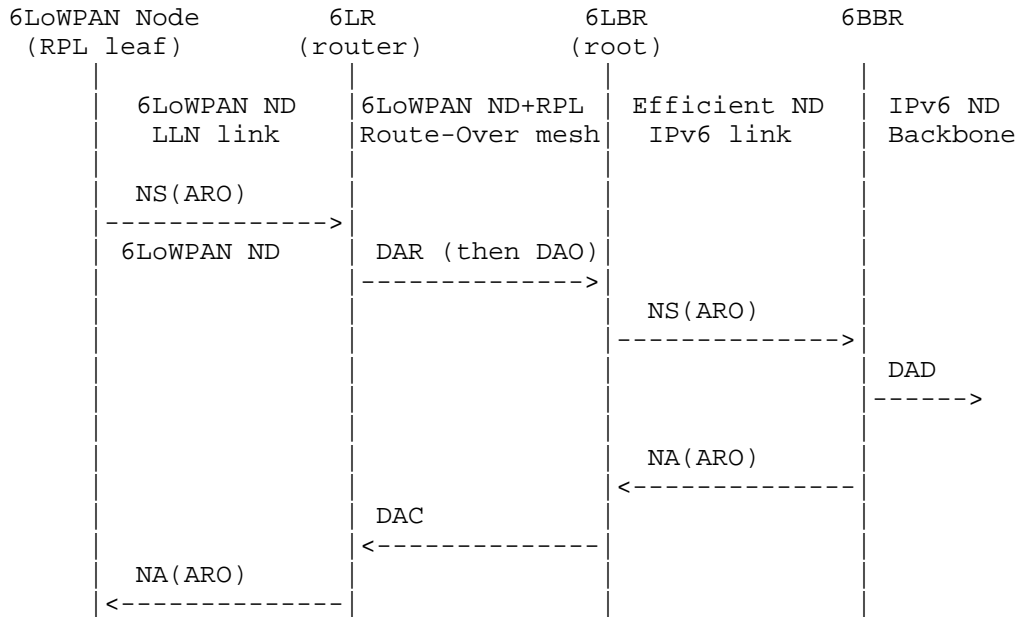 6LoWPAN Node 6LR 6LBR 6BBR
(RPL leaf) (router) (root)
6LoWPAN ND 6LoWPAN ND+RPL Efficient ND IPv6 ND
LLN link Route-Over mesh IPv6 link Backbone
NS(ARO)
6LoWPAN ND DAR (then DAO)
NS(ARO)
DAD
NA(ARO)
DAC
NA(ARO)